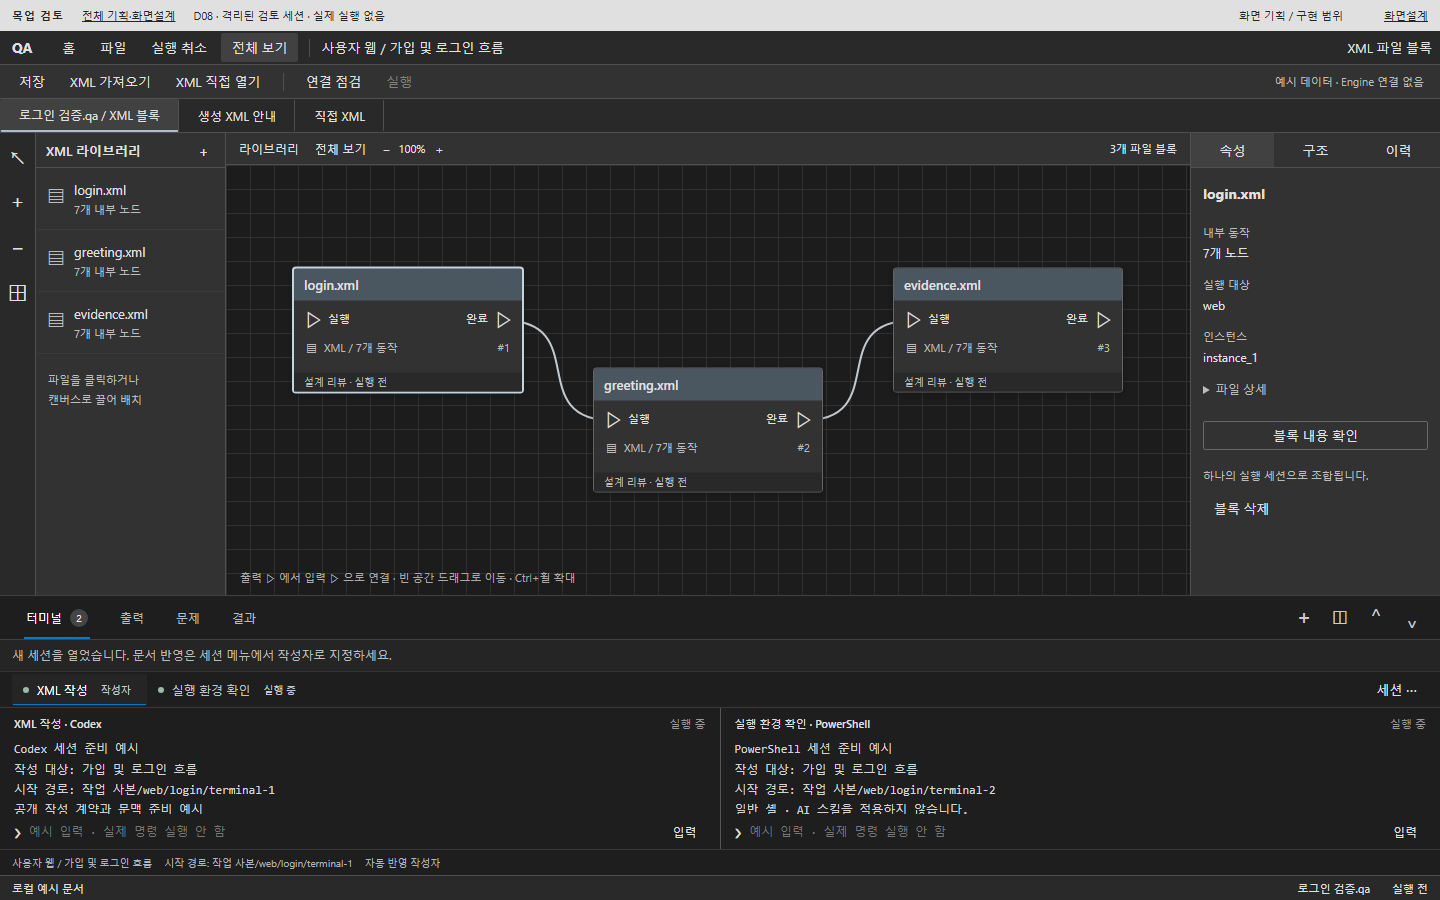 목업 검토 전체 기획·화면설계 D08 · 격리된 검토 세션 · 실제 실행 없음 화면 기획 / 구현 범위 화면설계
QA 홈 파일 실행 취소 전체 보기 사용자 웹 / 가입 및 로그인 흐름 XML 파일 블록
저장 XML 가져오기 XML 직접 열기 연결 점검 실행 예시 데이터 · Engine 연결 없음
로그인 검증.qa / XML 블록 생성 XML 안내 직접 XML
XML 라이브러리 +
login.xml
7개 내부 노드
greeting.xml
7개 내부 노드
evidence.xml
7개 내부 노드
파일을 클릭하거나
캔버스로 끌어 배치
라이브러리 전체 보기 − 100% + 3개 파일 블록
login.xml
실행 완료
XML / 7개 동작 #1
설계 리뷰 · 실행 전
greeting.xml
실행 완료
XML / 7개 동작 #2
설계 리뷰 · 실행 전
evidence.xml
실행 완료
XML / 7개 동작 #3
설계 리뷰 · 실행 전
출력 ▷ 에서 입력 ▷ 으로 연결 · 빈 공간 드래그로 이동 · Ctrl+휠 확대
속성 구조 이력
login.xml
내부 동작
7개 노드
실행 대상
web
인스턴스
instance_1
▶ 파일 상세
블록 내용 확인
하나의 실행 세션으로 조합됩니다.
블록 삭제
터미널 2 출력 문제 결과
새 세션을 열었습니다. 문서 반영은 세션 메뉴에서 작성자로 지정하세요.
XML 작성 작성자 실행 환경 확인 실행 중 세션 ···
XML 작성 · Codex 실행 중
Codex 세션 준비 예시
작성 대상: 가입 및 로그인 흐름
시작 경로: 작업 사본/web/login/terminal-1
공개 작성 계약과 문맥 준비 예시
❯ 예시 입력 · 실제 명령 실행 안 함 입력
실행 환경 확인 · PowerShell 실행 중
PowerShell 세션 준비 예시
작성 대상: 가입 및 로그인 흐름
시작 경로: 작업 사본/web/login/terminal-2
일반 셸 · AI 스킬을 적용하지 않습니다.
❯ 예시 입력 · 실제 명령 실행 안 함 입력
사용자 웹 / 가입 및 로그인 흐름 시작 경로: 작업 사본/web/login/terminal-1 자동 반영 작성자
로컬 예시 문서 로그인 검증.qa 실행 전